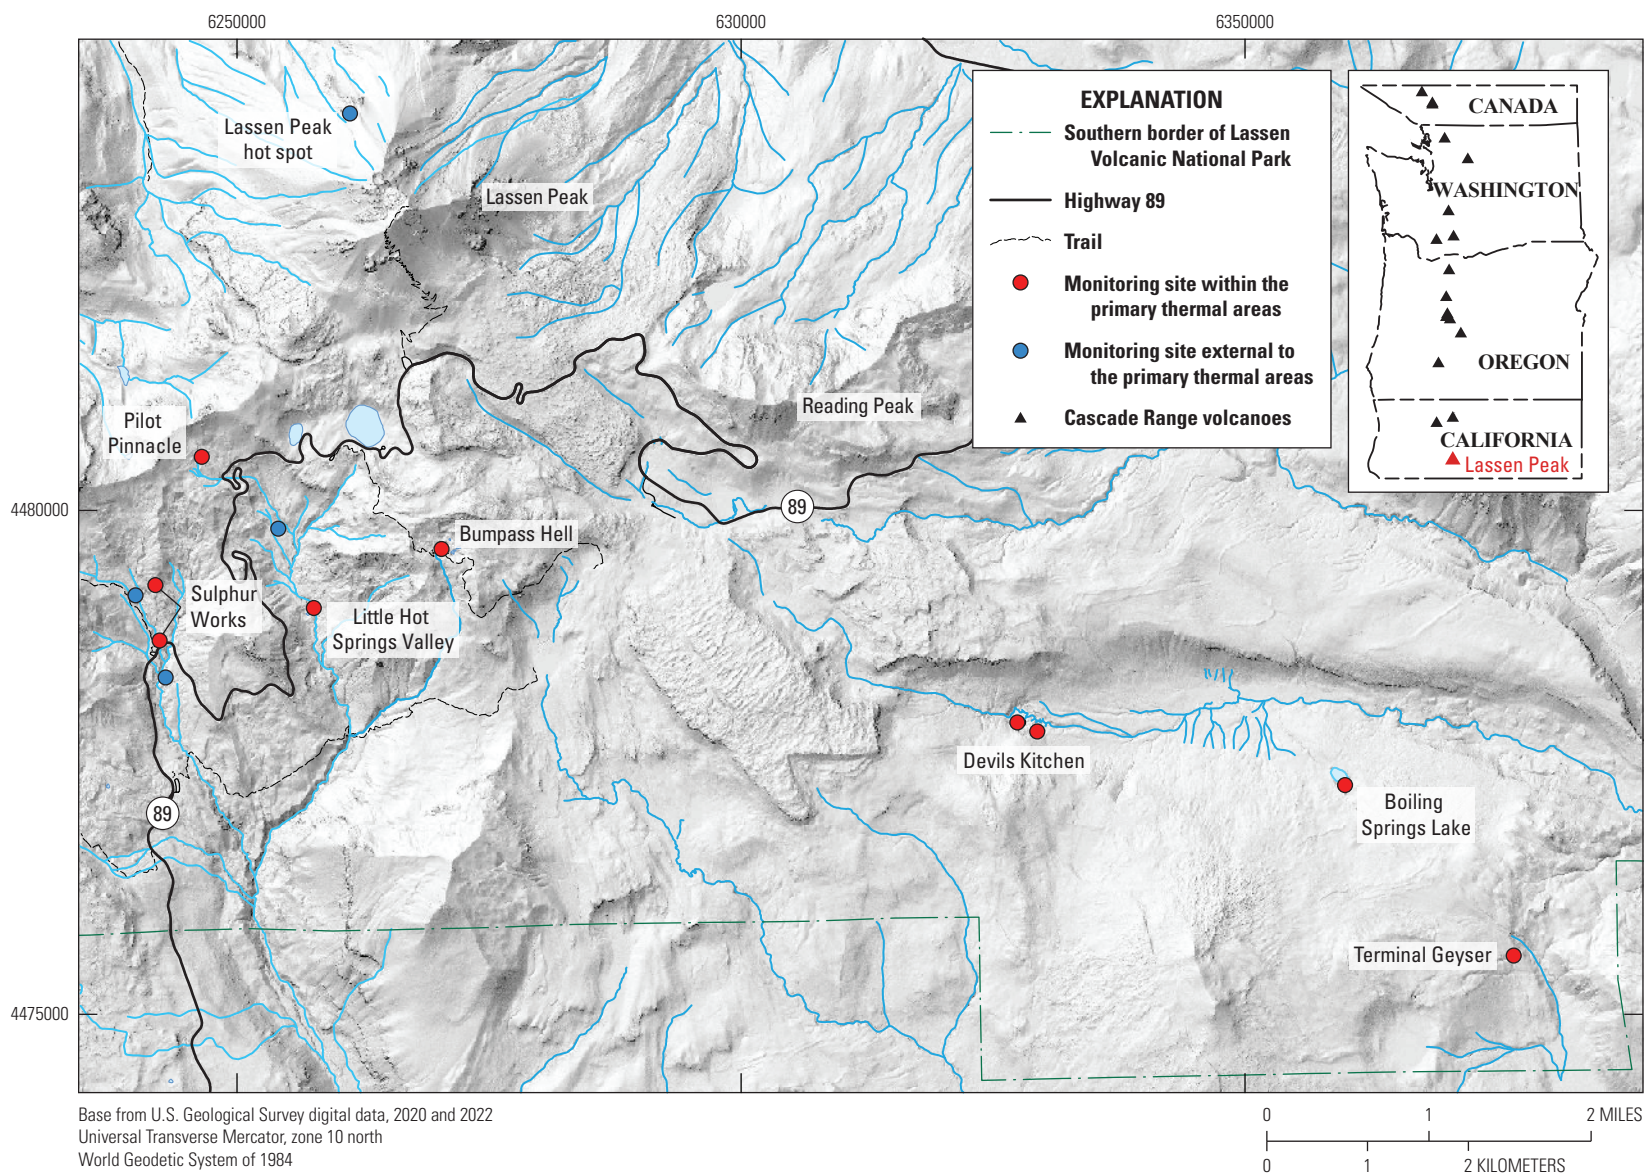 6250000
630000
6350000
Lassen Peak
hot spot
Lassen Peak
EXPLANATION
Southern border of Lassen
Volcanic National Park
Highway 89
Trail
Monitoring site within the
primary thermal areas
Monitoring site external to
the primary thermal areas
Cascade Range volcanoes
CANADA
WASHINGTON
OREGON
CALIFORNIA
Lassen Peak
Reading Peak
Pilot
Pinnacle
4480000
89
Bumpass Hell
Sulphur
Works
Little Hot
Springs Valley
Devils Kitchen
Boiling
Springs Lake
89
Terminal Geyser
4475000
Base from U.S. Geological Survey digital data, 2020 and 2022
Universal Transverse Mercator, zone 10 north
World Geodetic System of 1984
0 1 2 MILES
0 1 2 KILOMETERS